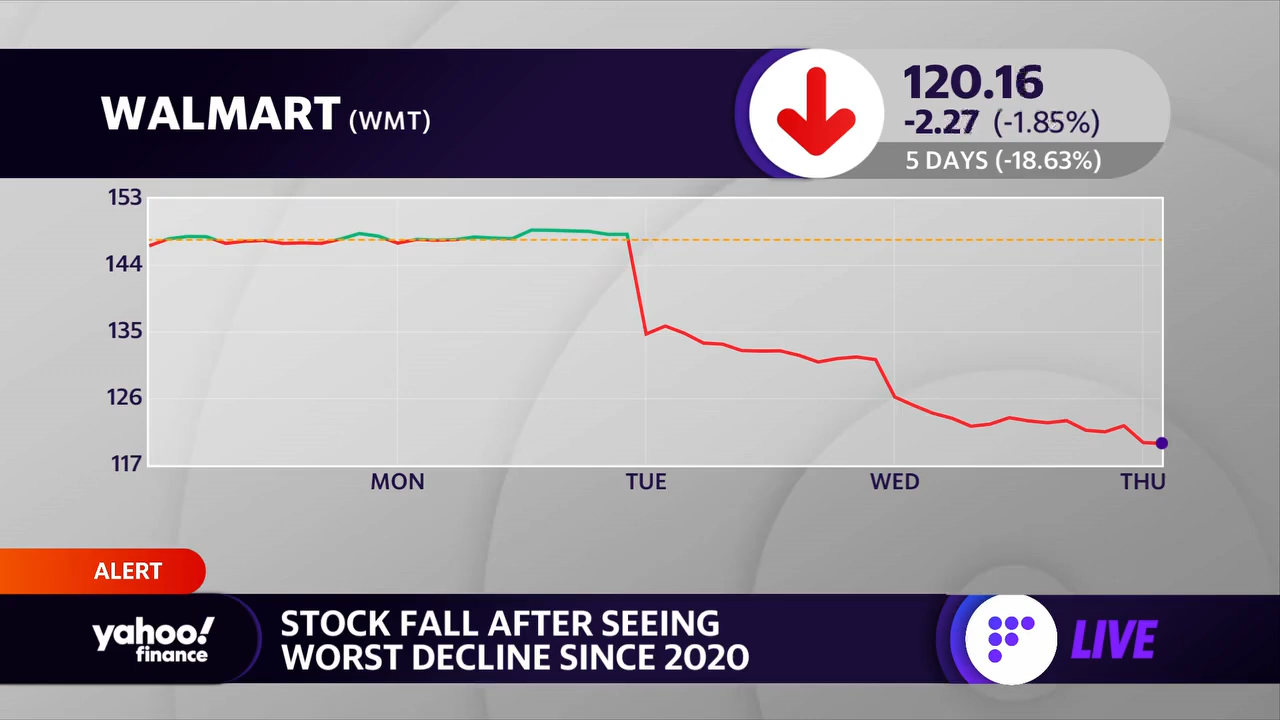 WALMART (WMT)
120.16
-2.27 (-1.85%)
5 DAYS (-18.63%)
153
144
135
126
117
MON TUE WED THU
ALERT
yahoo!
finance
STOCK FALL AFTER SEEING
WORST DECLINE SINCE 2020
LIVE